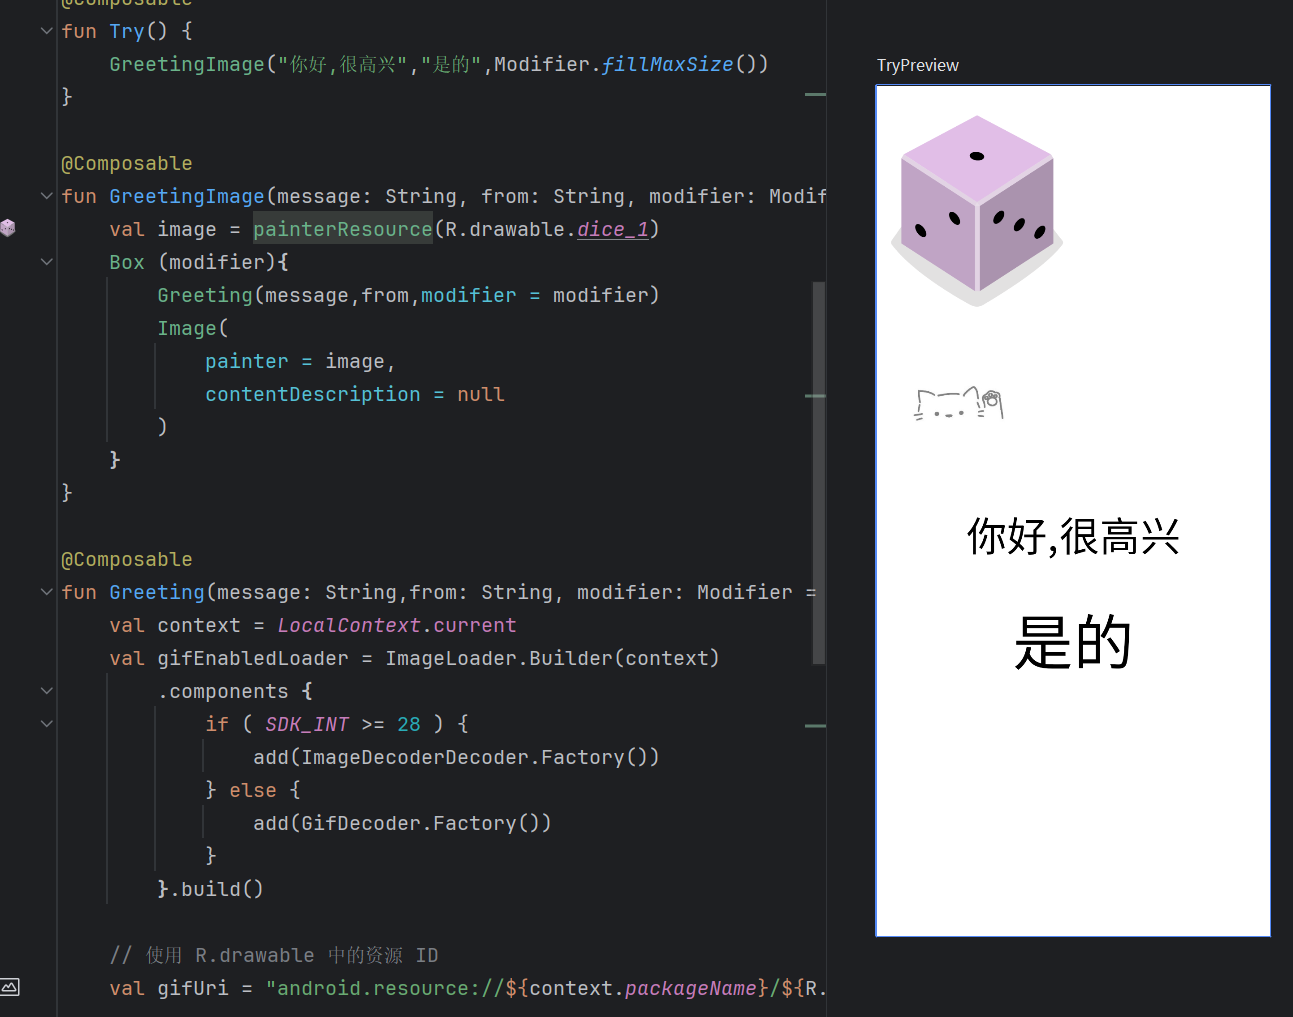 @Composable
fun Try() {
GreetingImage("你好,很高兴","是的",Modifier.fillMaxSize())
}
@Composable
fun GreetingImage(message: String, from: String, modifier: Modif
val image = painterResource(R.drawable.dice_1)
Box (modifier){
Greeting(message,from,modifier = modifier)
Image(
painter = image,
contentDescription = null
)
}
}
@Composable
fun Greeting(message: String,from: String, modifier: Modifier =
val context = LocalContext.current
val gifEnabledLoader = ImageLoader.Builder(context)
.components {
if ( SDK_INT >= 28 ) {
add(ImageDecoderDecoder.Factory())
} else {
add(GifDecoder.Factory())
}
}.build()
// 使用 R.drawable 中的资源 ID
val gifUri = "android.resource://${context.packageName}/${R.
TryPreview
你好,很高兴
是的